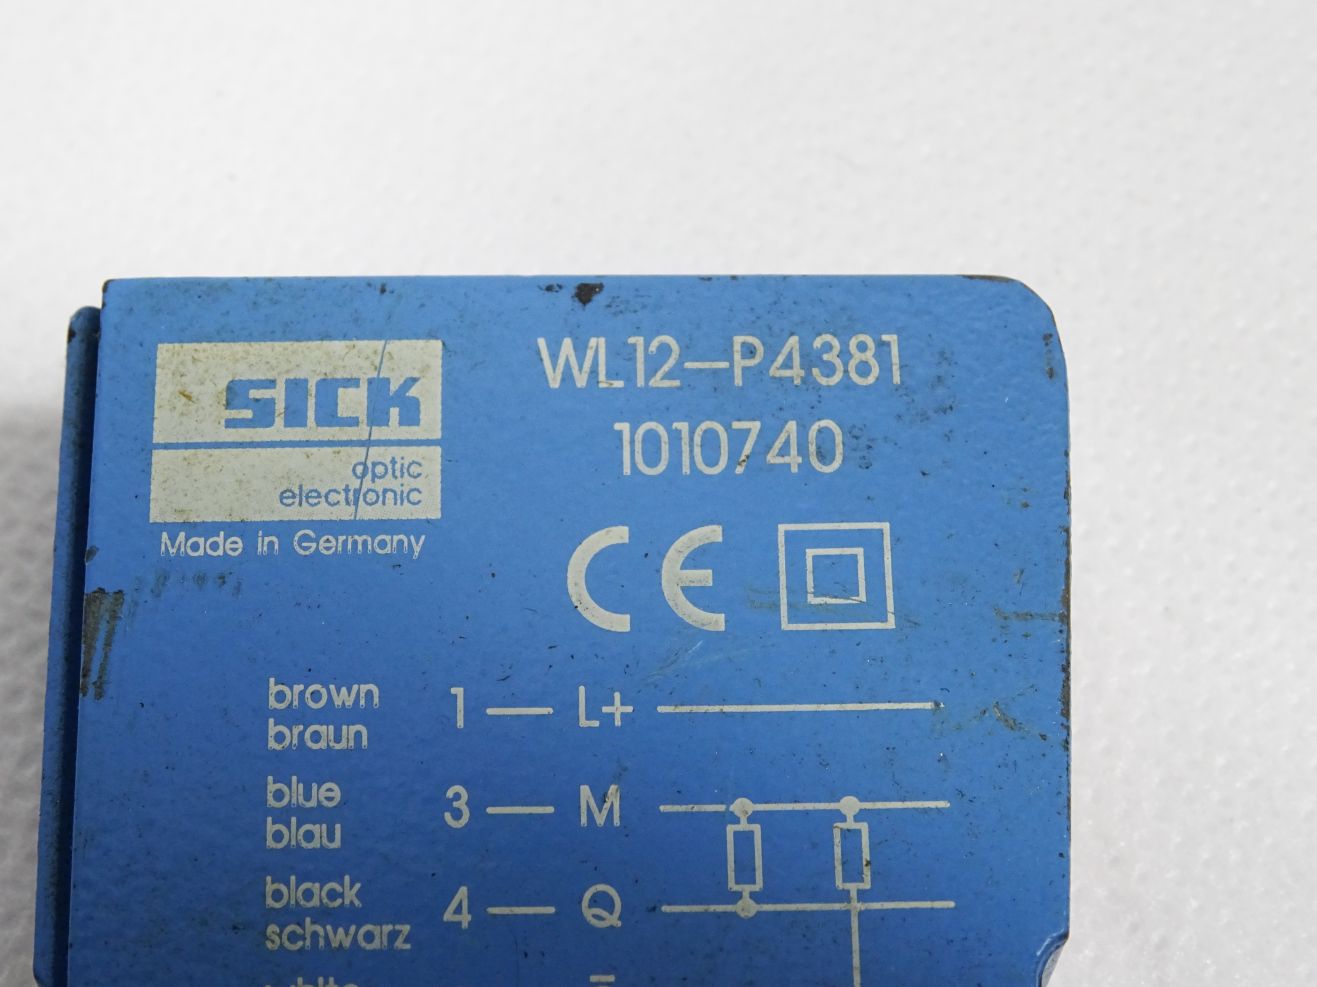 SICK
optic
electronic
Made in Germany
WL12-P4381
1010740
CE
brown
braun
1 — L+
blue
blau
3 — M
black
schwarz
4 — Q